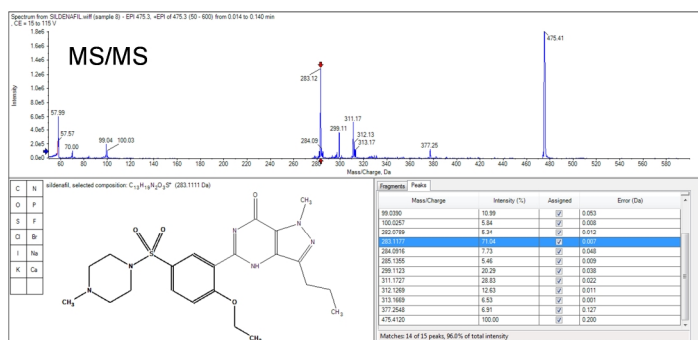 Spectrum from SILDENAFIL.wiff (sample 8) - EPI 475.3, +EPI of 475.3 (50 - 600) from 0.014 to 0.140 min
, CE = 15 to 115 V
MS/MS
Intensity
1.8e6
1.6e6
1.4e6
1.2e6
1.0e6
8.0e5
6.0e5
4.0e5
2.0e5
0.0e0
57.99
57.57
70.00
99.04
100.03
283.12
284.09
299.11
311.17
312.13
313.17
377.25
475.41
60 80 100 120 140 160 180 200 220 240 260 280 300 320 340 360 380 400 420 440 460 480 500 520 540 560 580
Mass/Charge, Da
C N
O P
S F
Cl Br
I Na
K Ca
sildenafil, selected composition: C₁₃H₁₉N₂O₃S⁺ (283.1111 Da)
O
CH₃
O
O
N
N
S
N
N
N
NH
CH₃
O
CH₃
CH₃
Fragments Peaks
Mass/Charge Intensity (%) Assigned Error (Da)
99.0390 10.99 0.053
100.0257 5.84 0.008
282.0789 5.34 0.012
283.1177 71.04 0.007
284.0916 7.73 0.048
285.1355 5.46 0.009
299.1123 20.29 0.038
311.1727 28.83 0.022
312.1269 12.63 0.011
313.1669 6.53 0.001
377.2548 6.91 0.127
475.4120 100.00 0.200
Matches: 14 of 15 peaks, 96.8% of total intensity